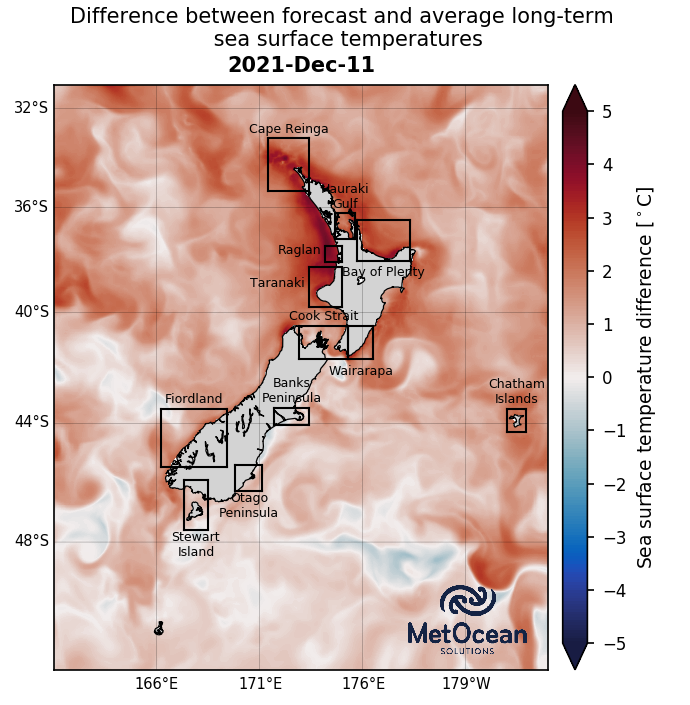 Difference between forecast and average long-term
sea surface temperatures
2021-Dec-11
32°S
36°S
40°S
44°S
48°S
166°E
171°E
176°E
179°W
Cape Reinga
Hauraki
Gulf
Raglan
Bay of Plenty
Taranaki
Cook Strait
Wairarapa
Banks
Peninsula
Fiordland
Chatham
Islands
Otago
Peninsula
Stewart
Island
MetOcean
SOLUTIONS
5
4
3
2
1
0
−1
−2
−3
−4
−5
Sea surface temperature difference [°C]